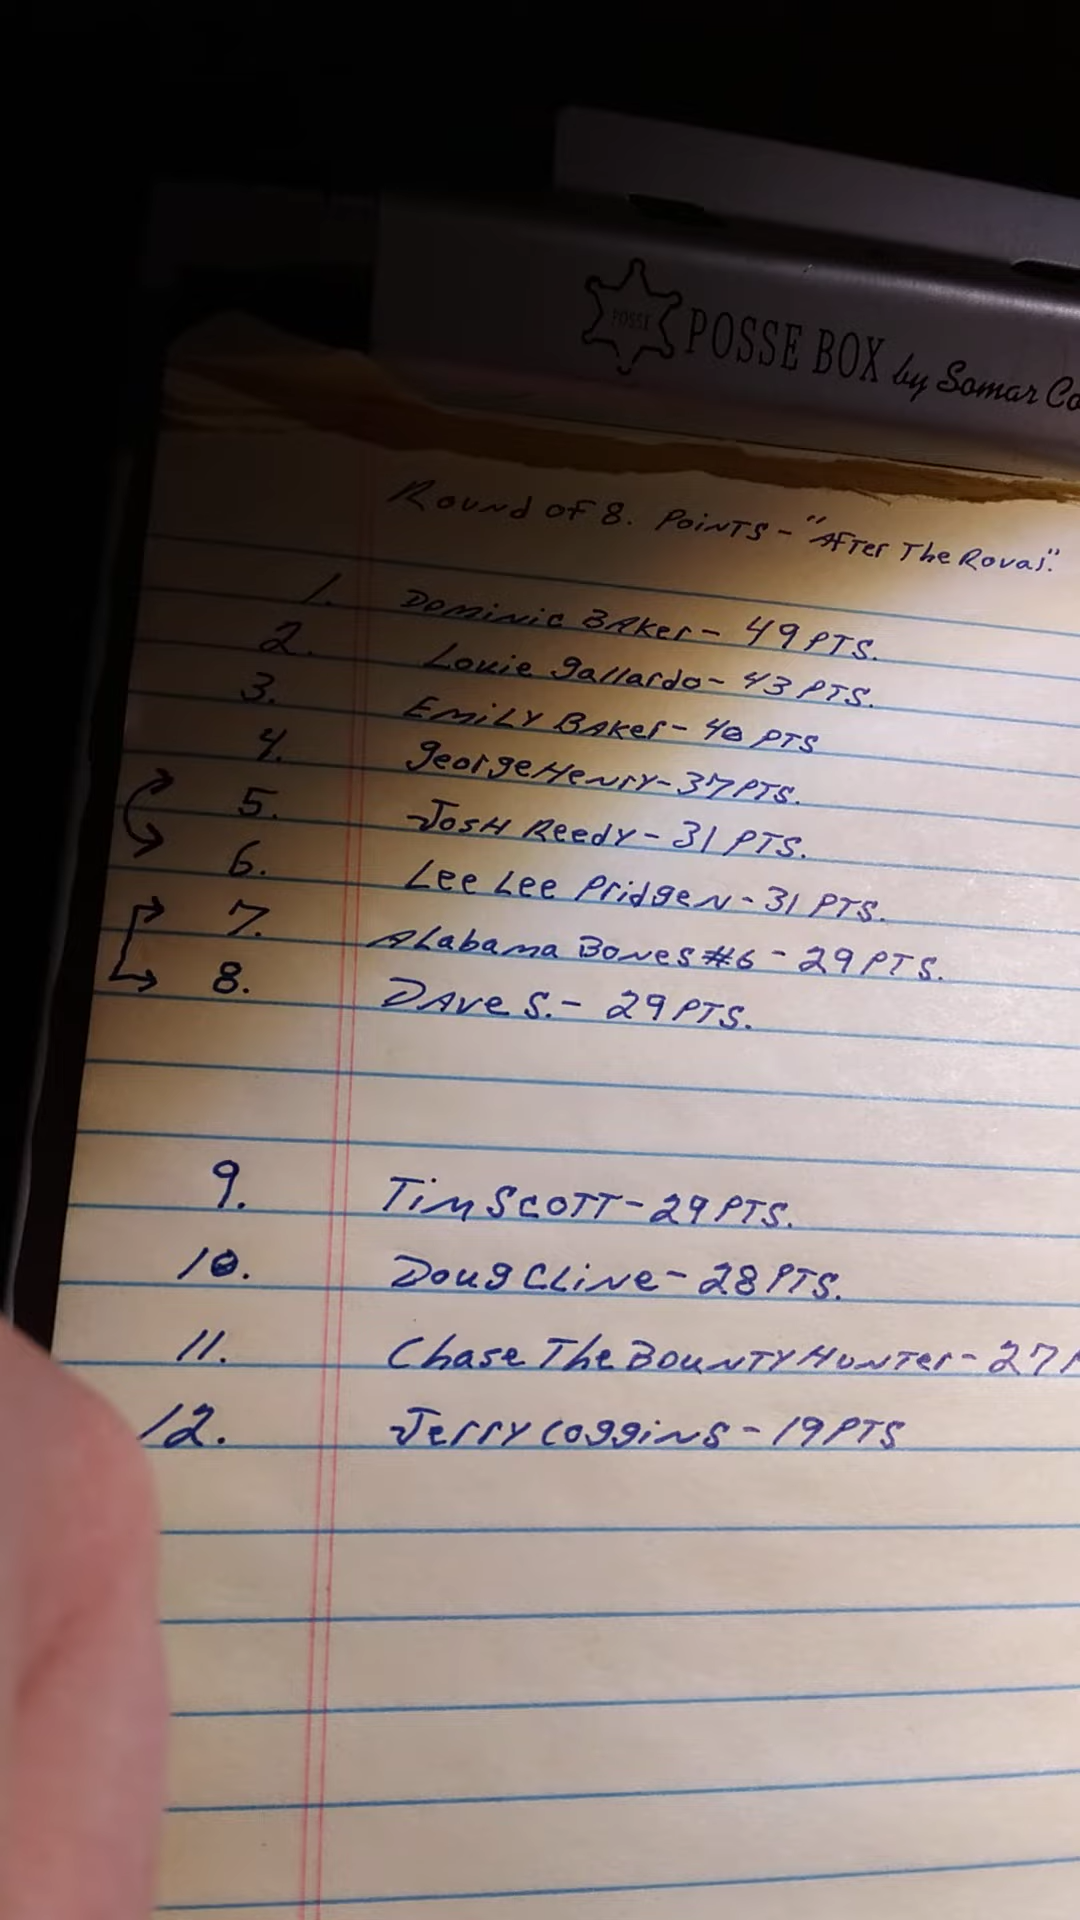 POSSE
POSSE BOX by Somar Co
Round of 8. Points - "After The Roval".
1. Dominic Baker - 49 PTS.
2. Louie Gallardo - 43 PTS.
3. Emily Baker - 40 PTS
4. George Henry - 37 PTS.
5. Josh Reedy - 31 PTS.
6. Lee Lee Pridgen - 31 PTS.
7. Alabama Bones #6 - 29 PTS.
8. Dave S. - 29 PTS.
9. Tim Scott - 29 PTS.
10. Doug Cline - 28 PTS.
11. Chase The Bounty Hunter - 27 P
12. Jerry Coggins - 19 PTS